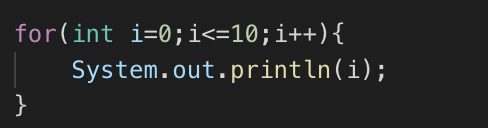 for(int i=0;i<=10;i++){
    System.out.println(i);
}